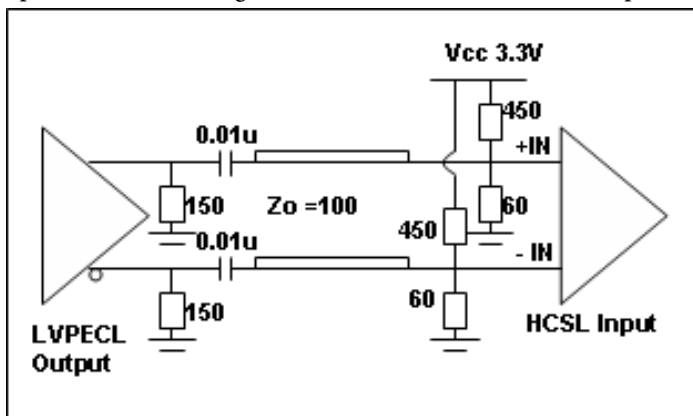 Vcc 3.3V
450
0.01u
+IN
150
Zo =100
60
0.01u
450
- IN
150
60
HCSL Input
LVPECL
Output